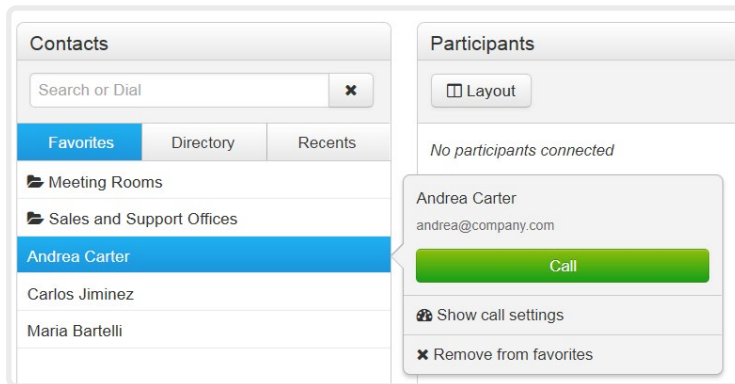 Contacts
Search or Dial
Favorites Directory Recents
Meeting Rooms
Sales and Support Offices
Andrea Carter
Carlos Jiminez
Maria Bartelli
Participants
Layout
No participants connected
Andrea Carter
andrea@company.com
Call
Show call settings
Remove from favorites